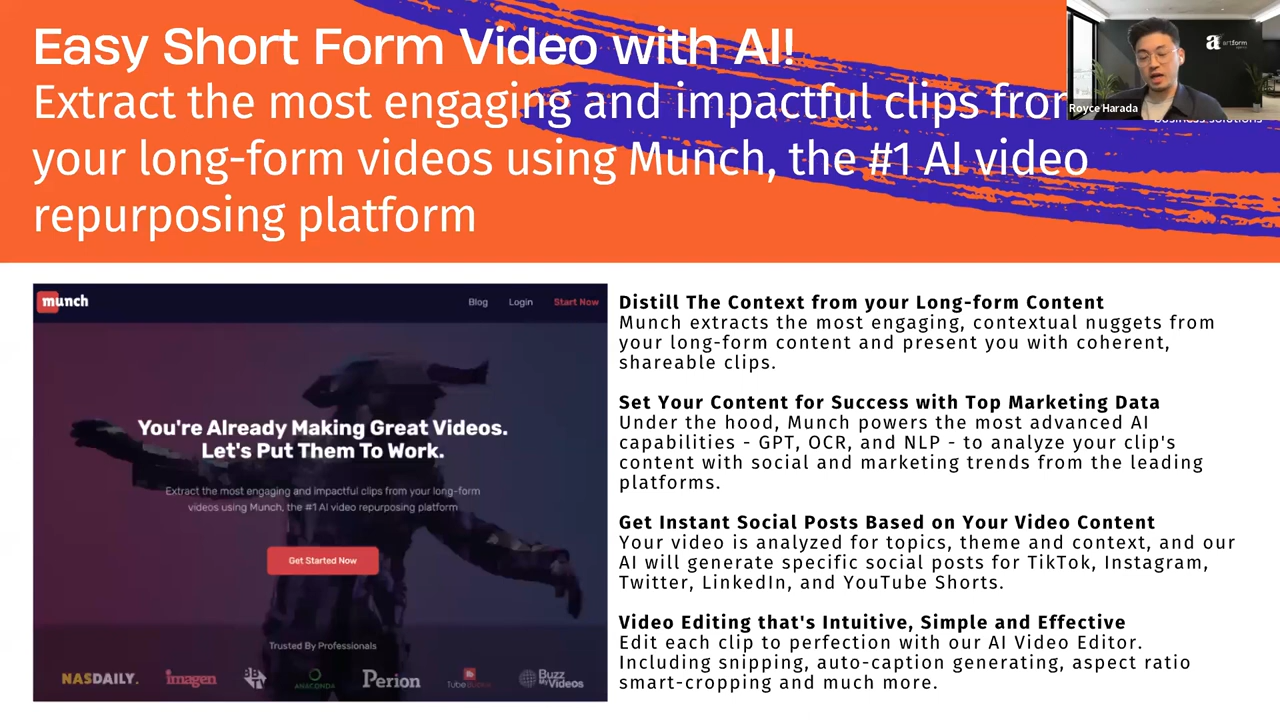 Easy Short Form Video with AI!
Extract the most engaging and impactful clips from
your long-form videos using Munch, the #1 AI video
repurposing platform
artform
Royce Harada
business solutions
munch
Blog
Login
Start Now
You're Already Making Great Videos.
Let's Put Them To Work.
Extract the most engaging and impactful clips from your long-form
videos using Munch, the #1 AI video repurposing platform
Get Started Now
Trusted By Professionals
NASDAILY.
imagen
ANACONDA
Perion
TubeBuddy
Buzz My Videos
Distill The Context from your Long-form Content
Munch extracts the most engaging, contextual nuggets from
your long-form content and present you with coherent,
shareable clips.
Set Your Content for Success with Top Marketing Data
Under the hood, Munch powers the most advanced AI
capabilities - GPT, OCR, and NLP - to analyze your clip's
content with social and marketing trends from the leading
platforms.
Get Instant Social Posts Based on Your Video Content
Your video is analyzed for topics, theme and context, and our
AI will generate specific social posts for TikTok, Instagram,
Twitter, LinkedIn, and YouTube Shorts.
Video Editing that's Intuitive, Simple and Effective
Edit each clip to perfection with our AI Video Editor.
Including snipping, auto-caption generating, aspect ratio
smart-cropping and much more.